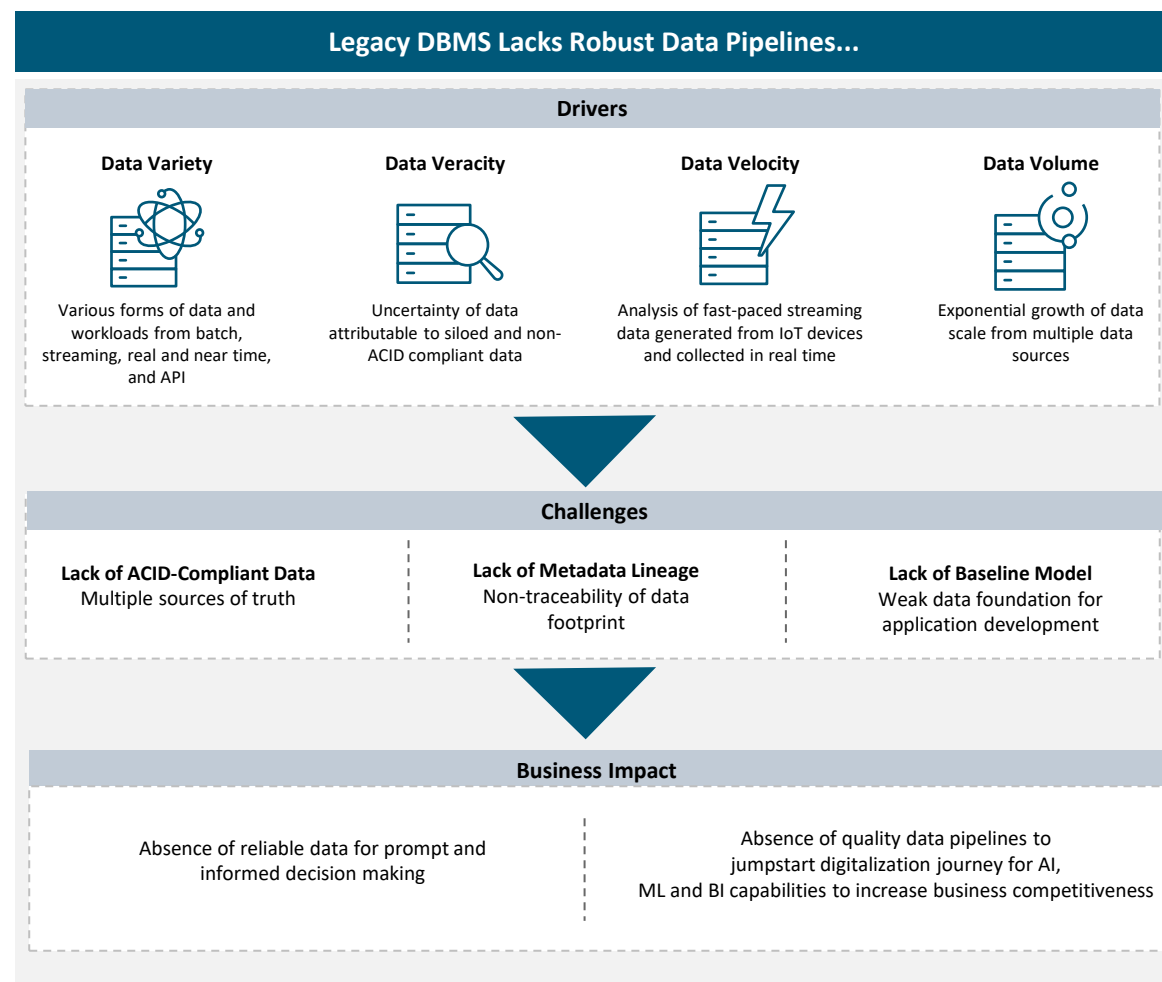 Legacy DBMS Lacks Robust Data Pipelines...
Drivers
Data Variety
Various forms of data and
workloads from batch,
streaming, real and near time,
and API
Data Veracity
Uncertainty of data
attributable to siloed and non-
ACID compliant data
Data Velocity
Analysis of fast-paced streaming
data generated from IoT devices
and collected in real time
Data Volume
Exponential growth of data
scale from multiple data
sources
Challenges
Lack of ACID-Compliant Data
Multiple sources of truth
Lack of Metadata Lineage
Non-traceability of data
footprint
Lack of Baseline Model
Weak data foundation for
application development
Business Impact
Absence of reliable data for prompt and
informed decision making
Absence of quality data pipelines to
jumpstart digitalization journey for AI,
ML and BI capabilities to increase business competitiveness